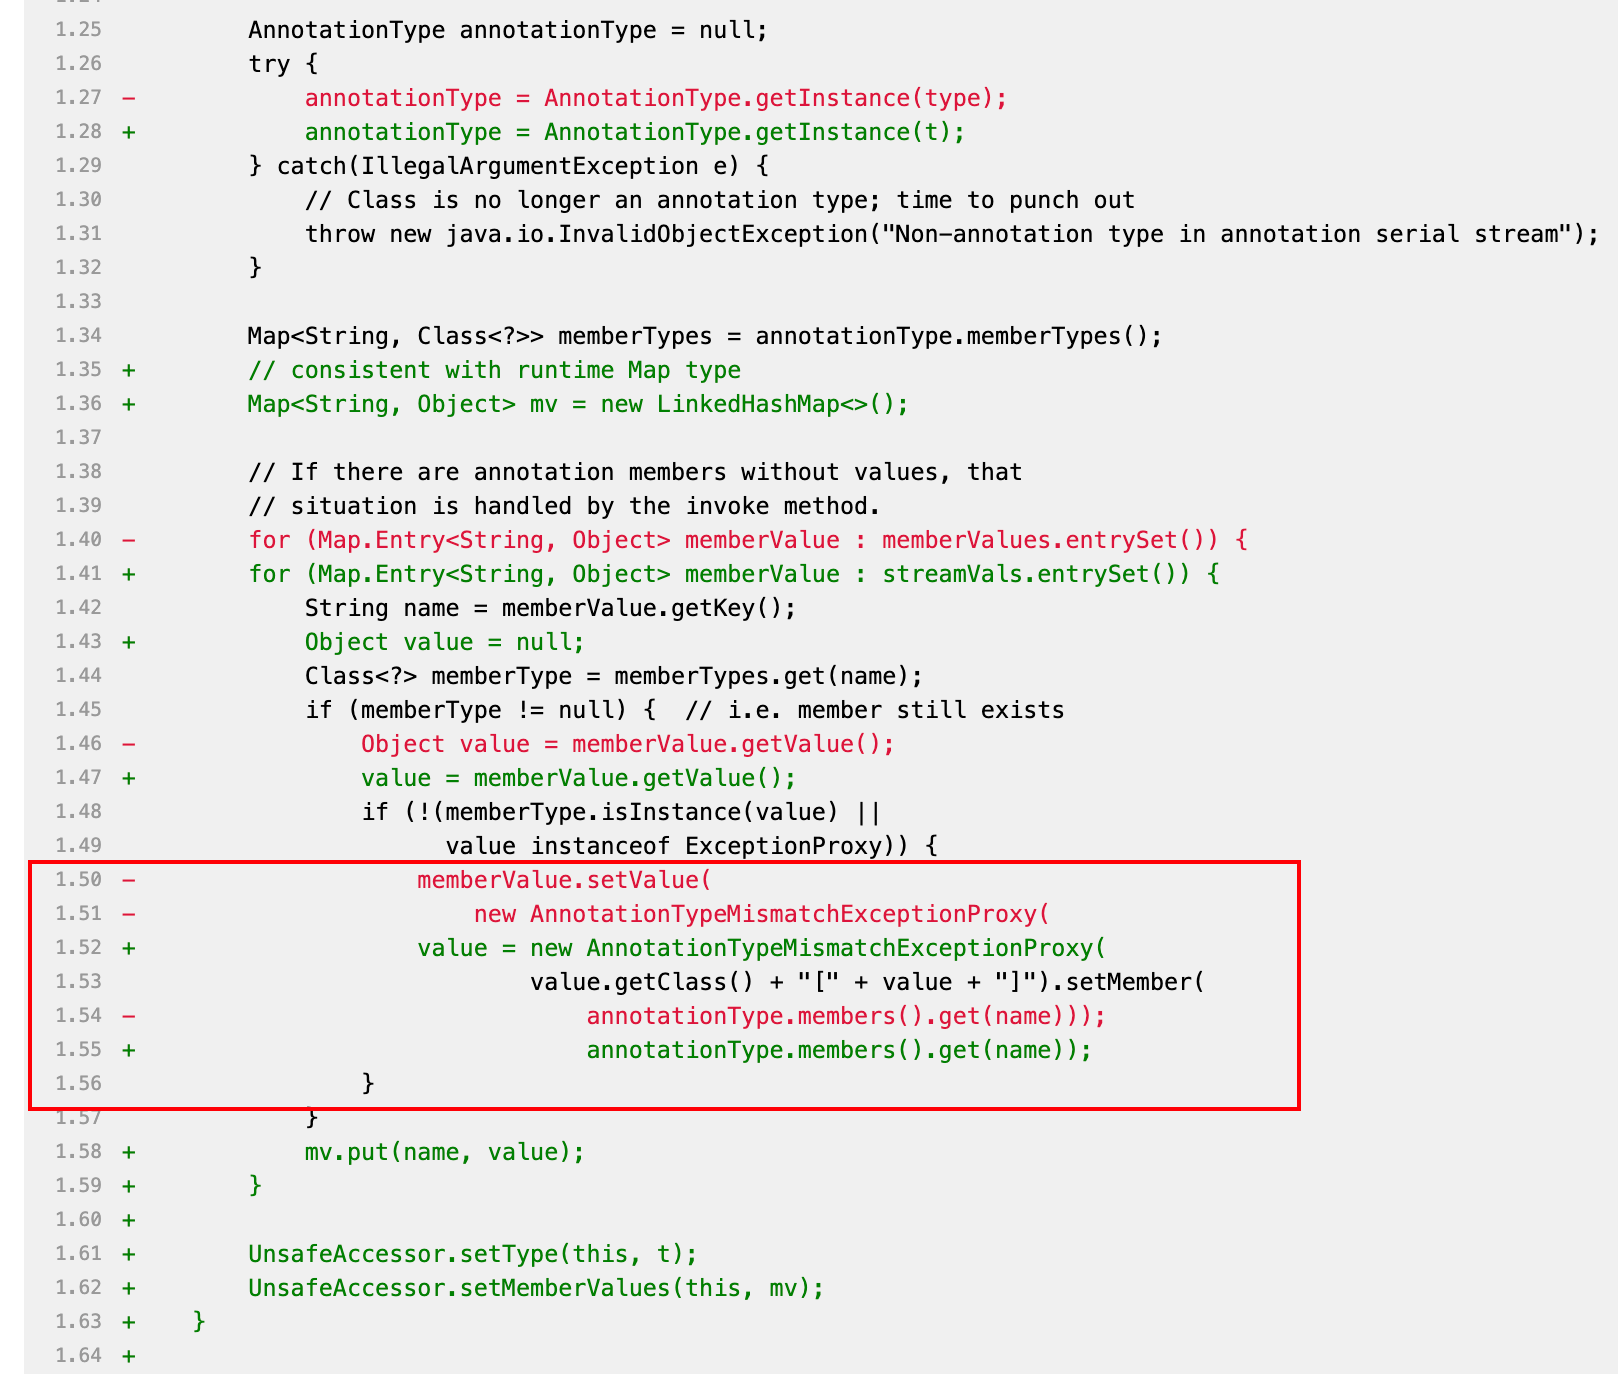 1.25         AnnotationType annotationType = null;
1.26         try {
1.27 -           annotationType = AnnotationType.getInstance(type);
1.28 +           annotationType = AnnotationType.getInstance(t);
1.29         } catch(IllegalArgumentException e) {
1.30             // Class is no longer an annotation type; time to punch out
1.31             throw new java.io.InvalidObjectException("Non-annotation type in annotation serial stream");
1.32         }
1.33
1.34         Map<String, Class<?>> memberTypes = annotationType.memberTypes();
1.35 +       // consistent with runtime Map type
1.36 +       Map<String, Object> mv = new LinkedHashMap<>();
1.37
1.38         // If there are annotation members without values, that
1.39         // situation is handled by the invoke method.
1.40 -       for (Map.Entry<String, Object> memberValue : memberValues.entrySet()) {
1.41 +       for (Map.Entry<String, Object> memberValue : streamVals.entrySet()) {
1.42             String name = memberValue.getKey();
1.43 +           Object value = null;
1.44             Class<?> memberType = memberTypes.get(name);
1.45             if (memberType != null) {  // i.e. member still exists
1.46 -               Object value = memberValue.getValue();
1.47 +               value = memberValue.getValue();
1.48                 if (!(memberType.isInstance(value) ||
1.49                       value instanceof ExceptionProxy)) {
1.50 -                   memberValue.setValue(
1.51 -                       new AnnotationTypeMismatchExceptionProxy(
1.52 +                   value = new AnnotationTypeMismatchExceptionProxy(
1.53                             value.getClass() + "[" + value + "]").setMember(
1.54 -                               annotationType.members().get(name)));
1.55 +                               annotationType.members().get(name));
1.56                 }
1.57             }
1.58 +           mv.put(name, value);
1.59 +       }
1.60 +
1.61 +       UnsafeAccessor.setType(this, t);
1.62 +       UnsafeAccessor.setMemberValues(this, mv);
1.63 +   }
1.64 +